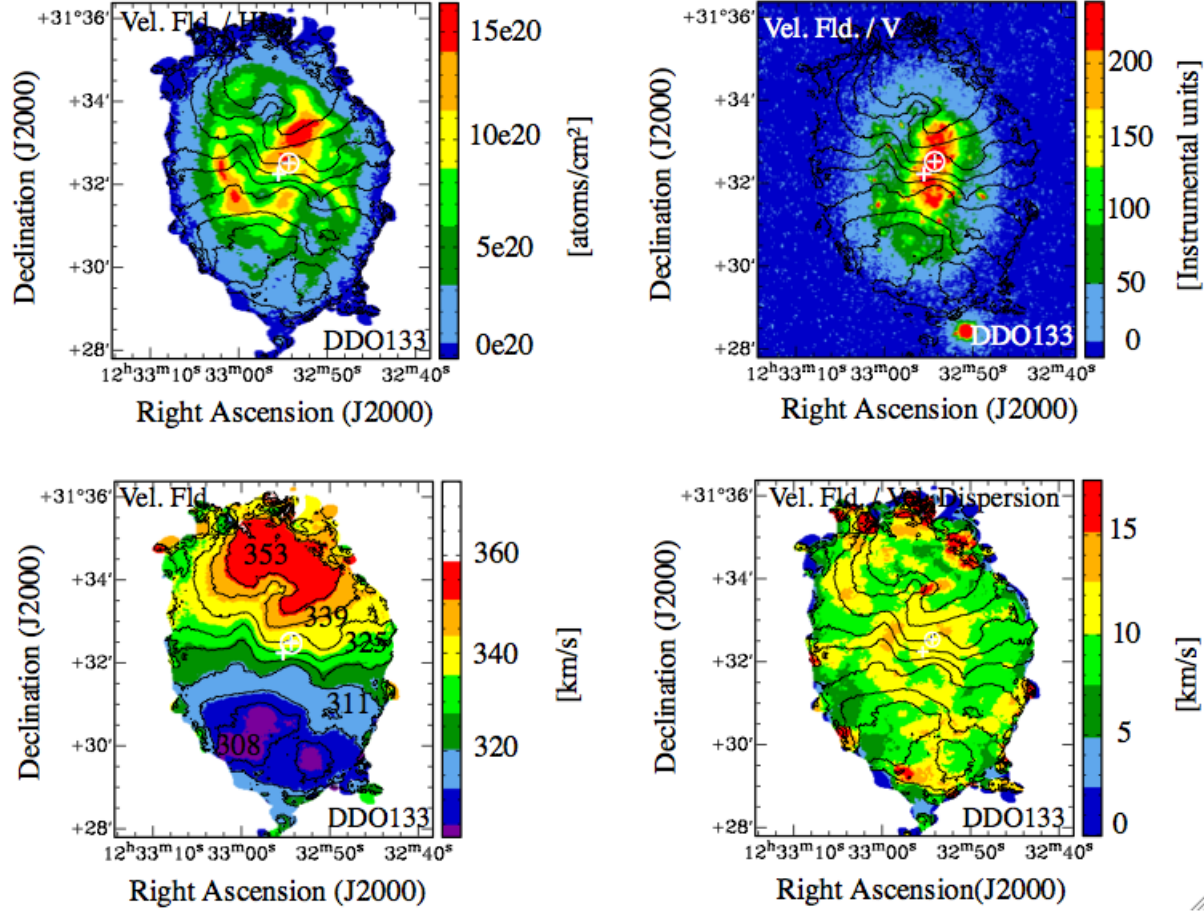 Vel. Fld. / HI
+31°36′
+34′
+32′
+30′
+28′
Declination (J2000)
12ʰ33ᵐ10ˢ 33ᵐ00ˢ 32ᵐ50ˢ 32ᵐ40ˢ
Right Ascension (J2000)
DDO133
15e20
10e20
5e20
0e20
[atoms/cm²]
Vel. Fld. / V
+31°36′
+34′
+32′
+30′
+28′
Declination (J2000)
12ʰ33ᵐ10ˢ 33ᵐ00ˢ 32ᵐ50ˢ 32ᵐ40ˢ
Right Ascension (J2000)
DDO133
200
150
100
50
0
[Instrumental units]
Vel. Fld.
+31°36′
+34′
+32′
+30′
+28′
Declination (J2000)
353
339
325
311
308
DDO133
12ʰ33ᵐ10ˢ 33ᵐ00ˢ 32ᵐ50ˢ 32ᵐ40ˢ
Right Ascension (J2000)
360
340
320
[km/s]
Vel. Fld. / Vel. Dispersion
+31°36′
+34′
+32′
+30′
+28′
Declination (J2000)
DDO133
12ʰ33ᵐ10ˢ 33ᵐ00ˢ 32ᵐ50ˢ 32ᵐ40ˢ
Right Ascension(J2000)
15
10
5
0
[km/s]